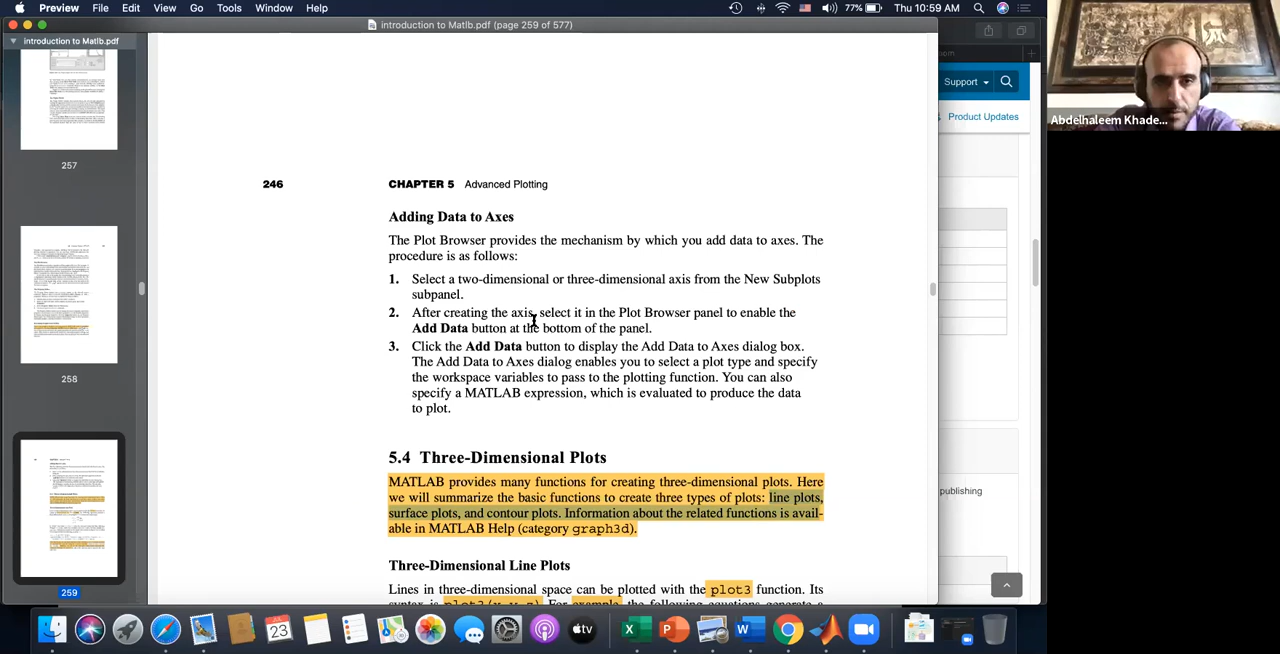 Preview File Edit View Go Tools Window Help
77% Thu 10:59 AM
introduction to Matlb.pdf (page 259 of 577)
introduction to Matlb.pdf
257
258
259
246 CHAPTER 5 Advanced Plotting
Adding Data to Axes
The Plot Browser provides the mechanism by which you add data to axes. The
procedure is as follows:
1. Select a two-dimensional or three-dimensional axis from the New Subplots
subpanel.
2. After creating the axis, select it in the Plot Browser panel to enable the
Add Data button at the bottom of the panel.
3. Click the Add Data button to display the Add Data to Axes dialog box.
The Add Data to Axes dialog enables you to select a plot type and specify
the workspace variables to pass to the plotting function. You can also
specify a MATLAB expression, which is evaluated to produce the data
to plot.
5.4 Three-Dimensional Plots
MATLAB provides many functions for creating three-dimensional plots. Here
we will summarize the basic functions to create three types of plots: line plots,
surface plots, and contour plots. Information about the related functions is avail-
able in MATLAB Help (category graph3d).
Three-Dimensional Line Plots
Lines in three-dimensional space can be plotted with the plot3 function. Its
syntax is plot3(x,y,z). For example, the following equations generate a
Support
Product Updates
publishing
Abdelhaleem Khade...
JUL
23
tv